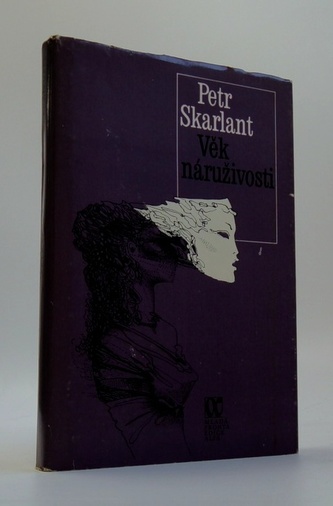 Petr
Skarlant
Věk
náruživosti